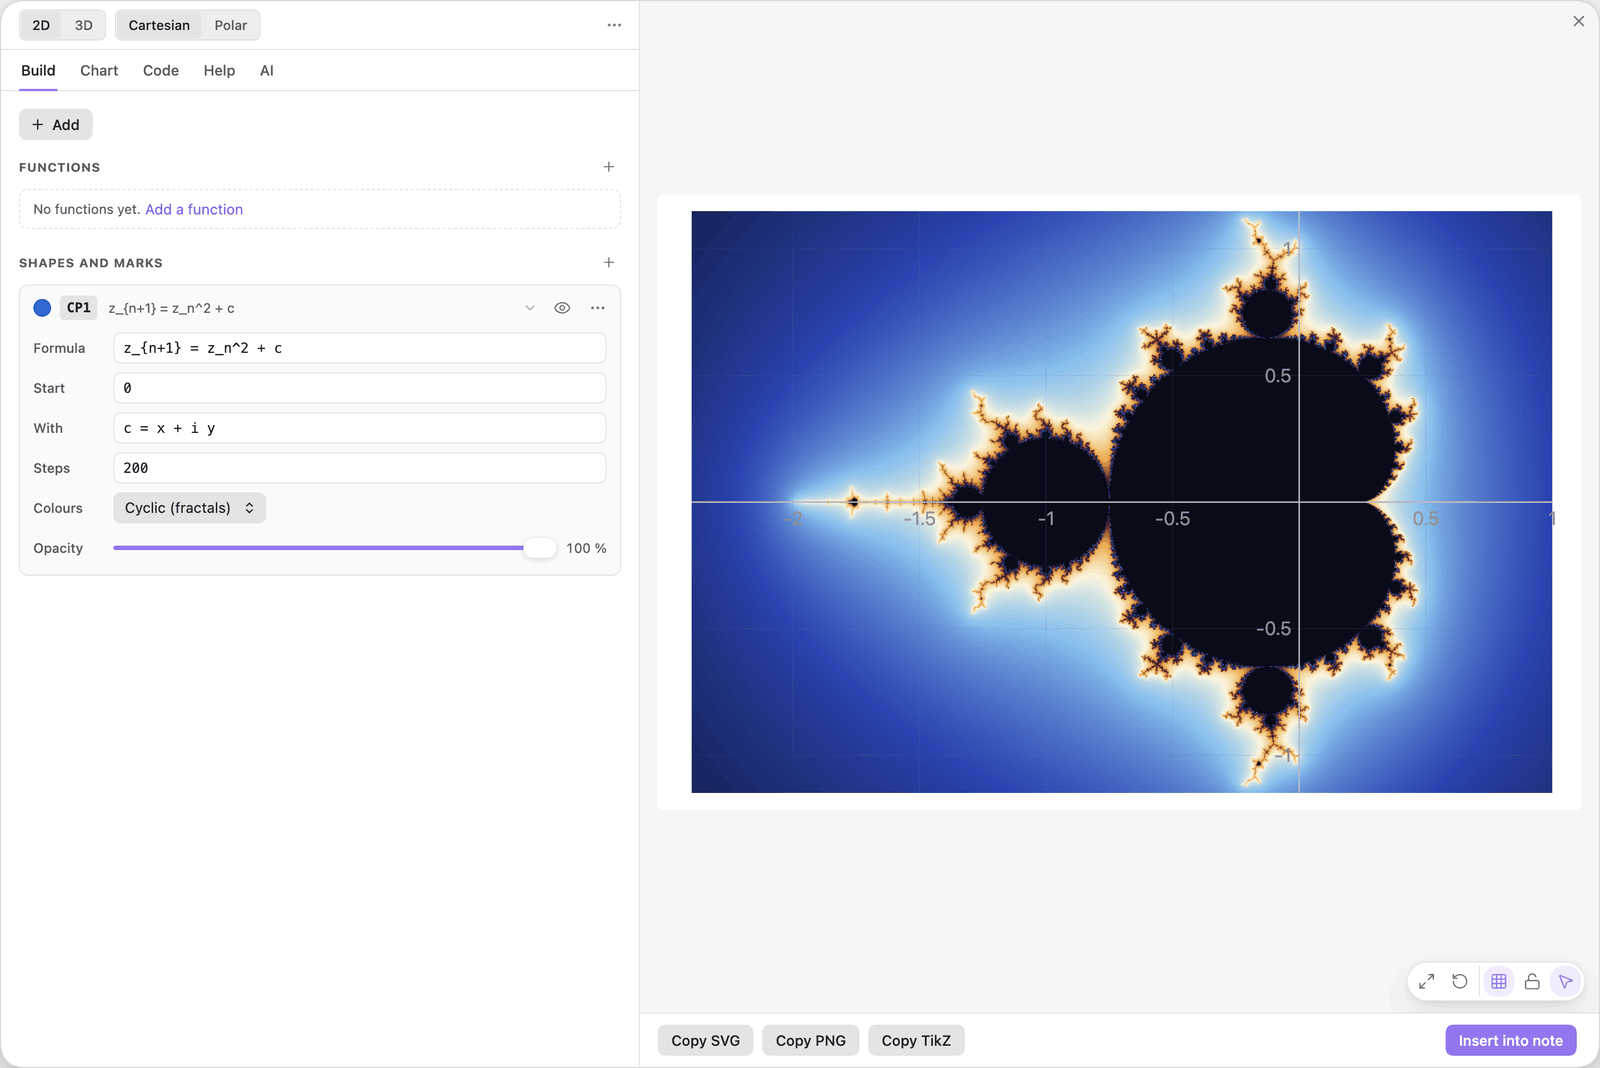 2D 3D Cartesian Polar
Build Chart Code Help AI
+ Add
FUNCTIONS
No functions yet. Add a function
SHAPES AND MARKS
CP1 z_{n+1} = z_n^2 + c
Formula z_{n+1} = z_n^2 + c
Start 0
With c = x + i y
Steps 200
Colours Cyclic (fractals)
Opacity 100 %
1
0.5
-2 -1.5 -1 -0.5 0.5 1
-0.5
-1
Copy SVG Copy PNG Copy TikZ Insert into note